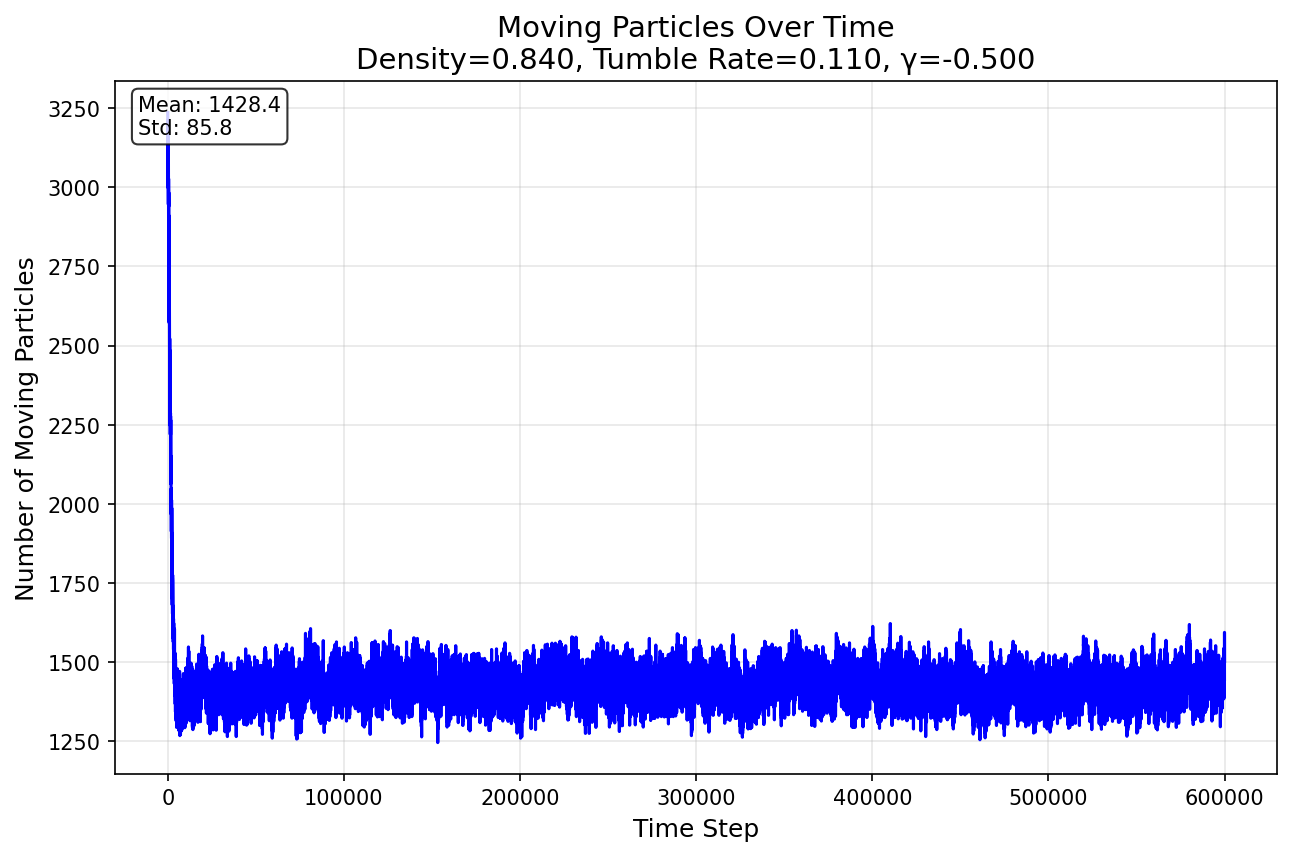 Moving Particles Over Time
Density=0.840, Tumble Rate=0.110, γ=-0.500
Mean: 1428.4
Std: 85.8
Number of Moving Particles
3250
3000
2750
2500
2250
2000
1750
1500
1250
0 100000 200000 300000 400000 500000 600000
Time Step